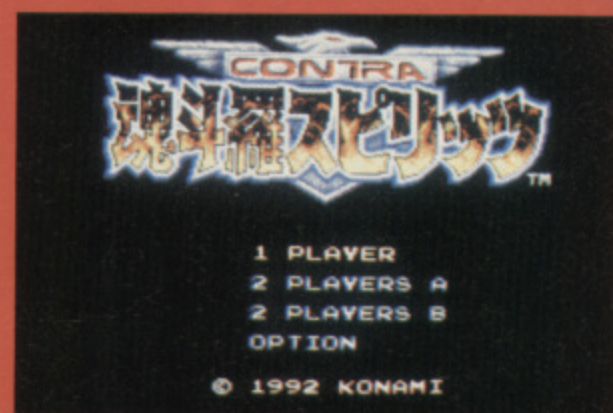 CONTRA
魂斗羅スピリッツ
TM
1 PLAYER
2 PLAYERS A
2 PLAYERS B
OPTION
© 1992 KONAMI